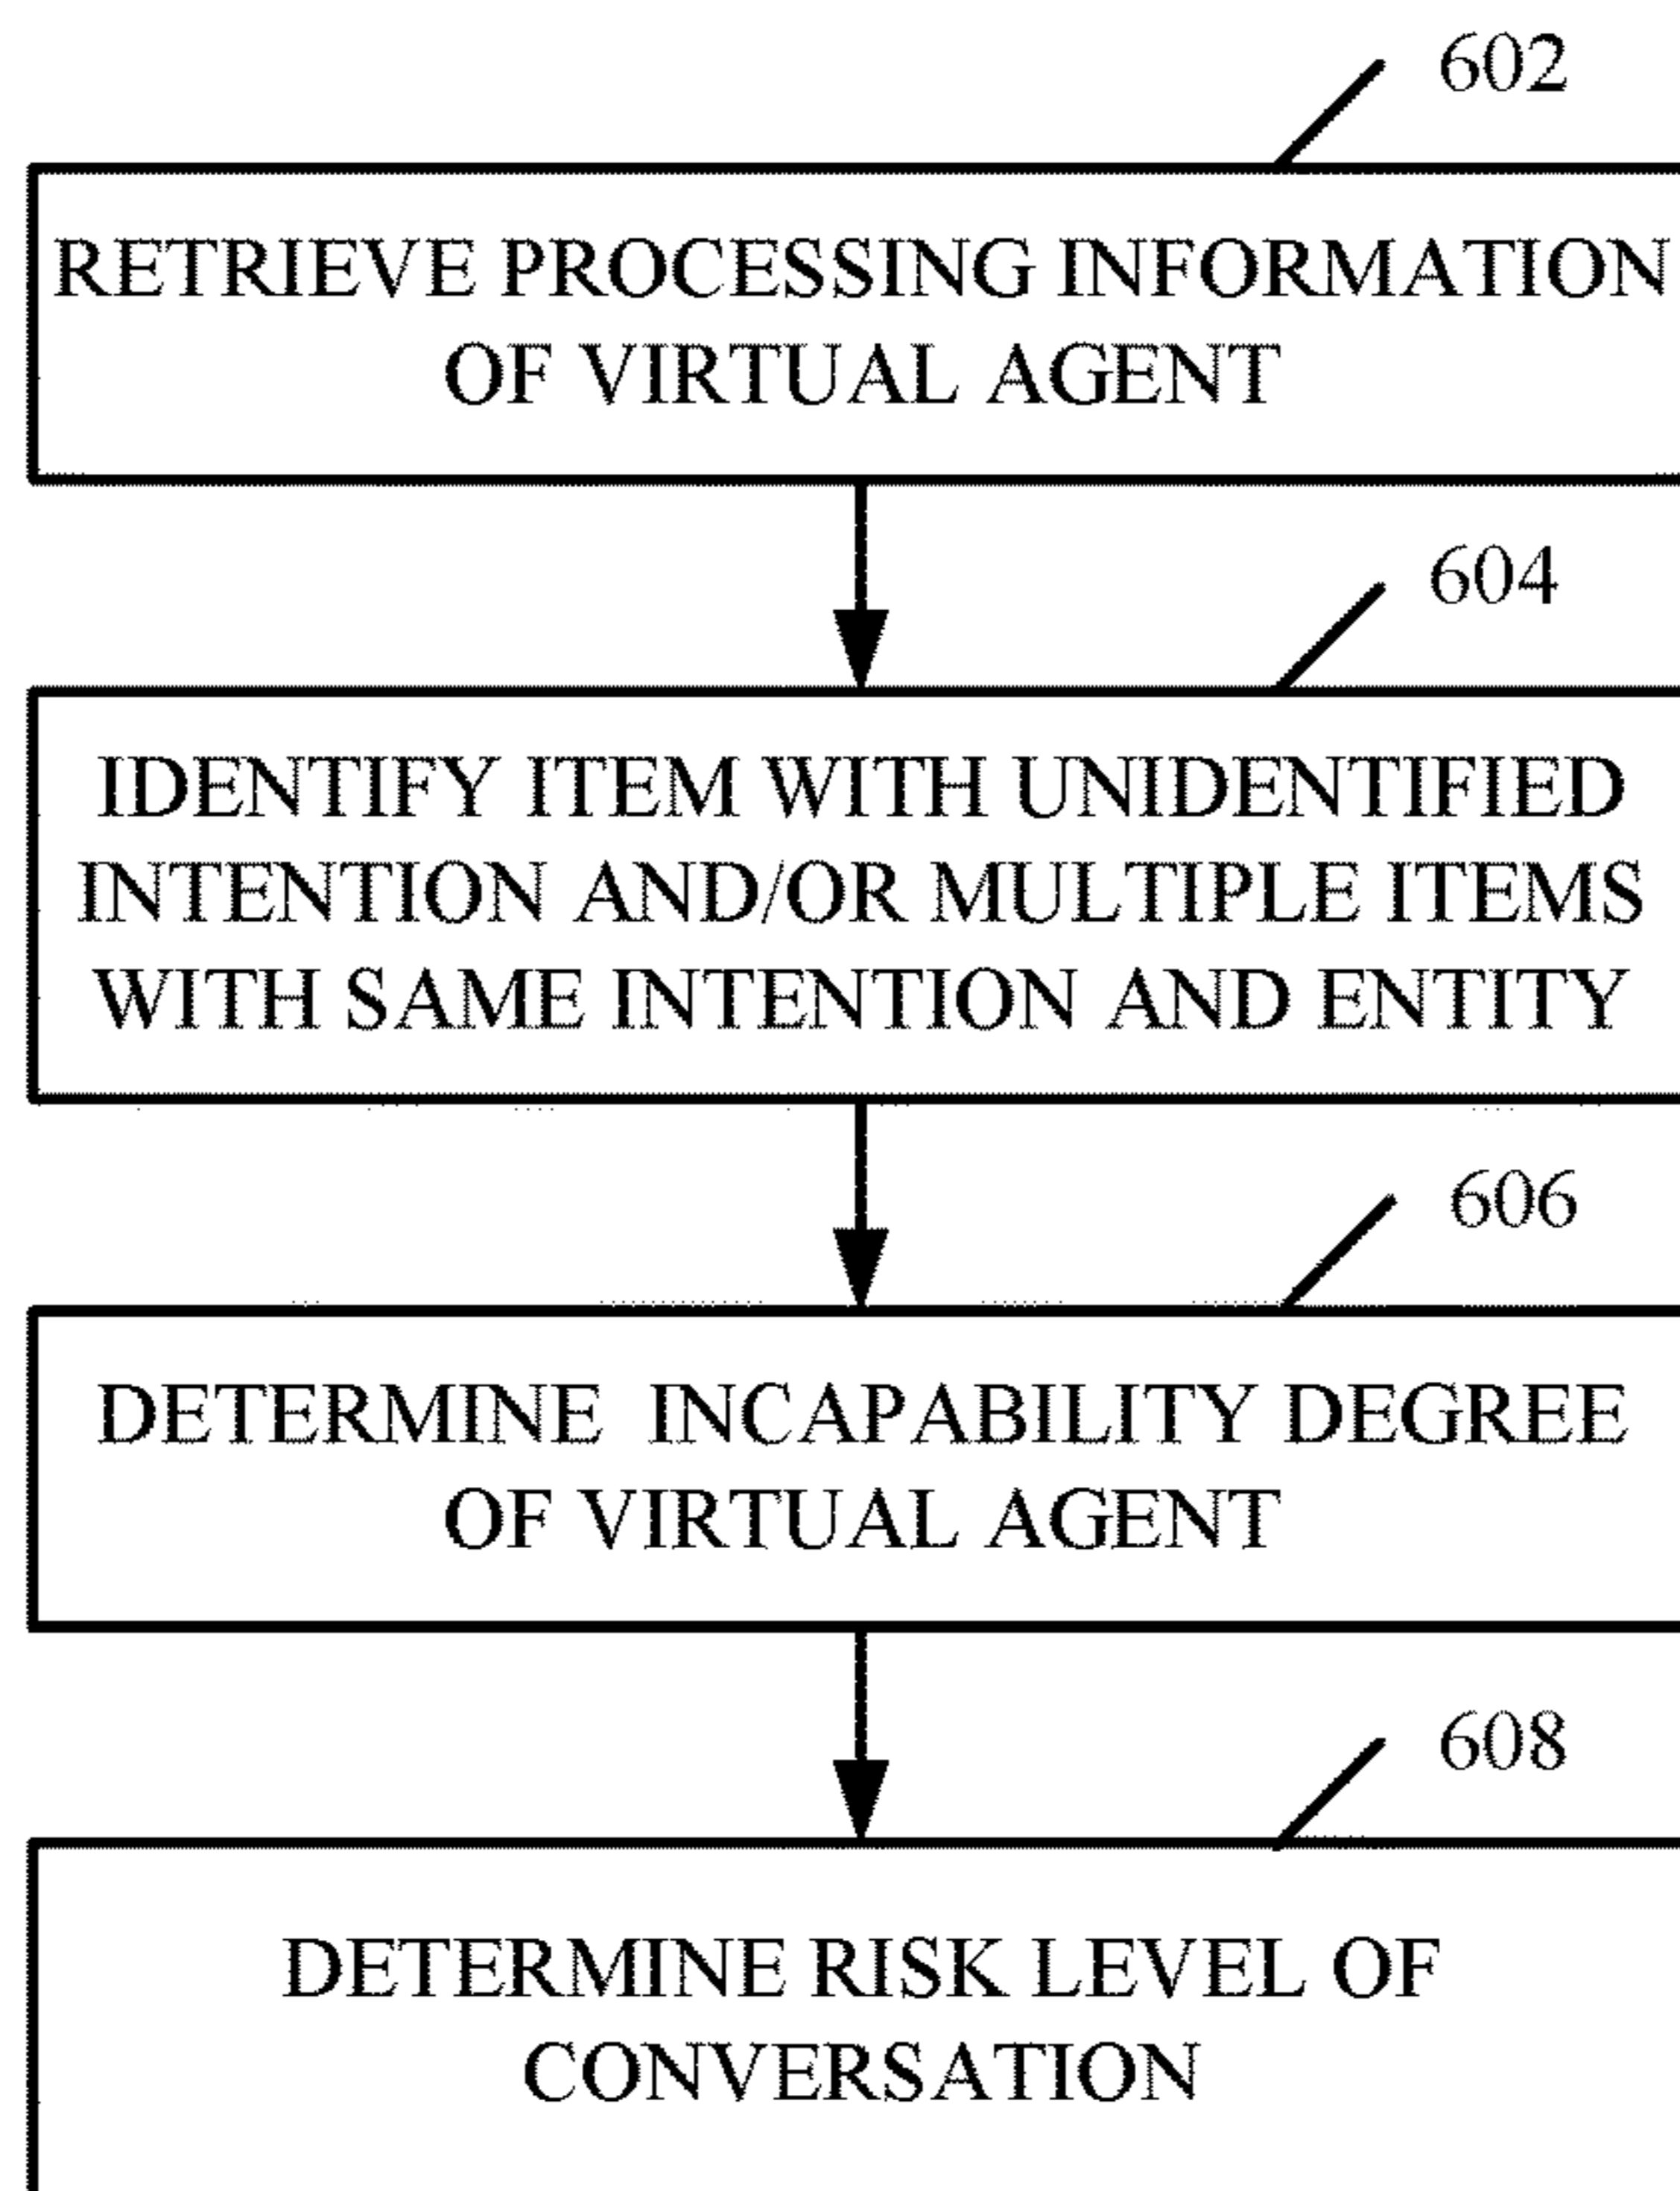 602
RETRIEVE PROCESSING INFORMATION
OF VIRTUAL AGENT
604
IDENTIFY ITEM WITH UNIDENTIFIED
INTENTION AND/OR MULTIPLE ITEMS
WITH SAME INTENTION AND ENTITY
606
DETERMINE INCAPABILITY DEGREE
OF VIRTUAL AGENT
608
DETERMINE RISK LEVEL OF
CONVERSATION